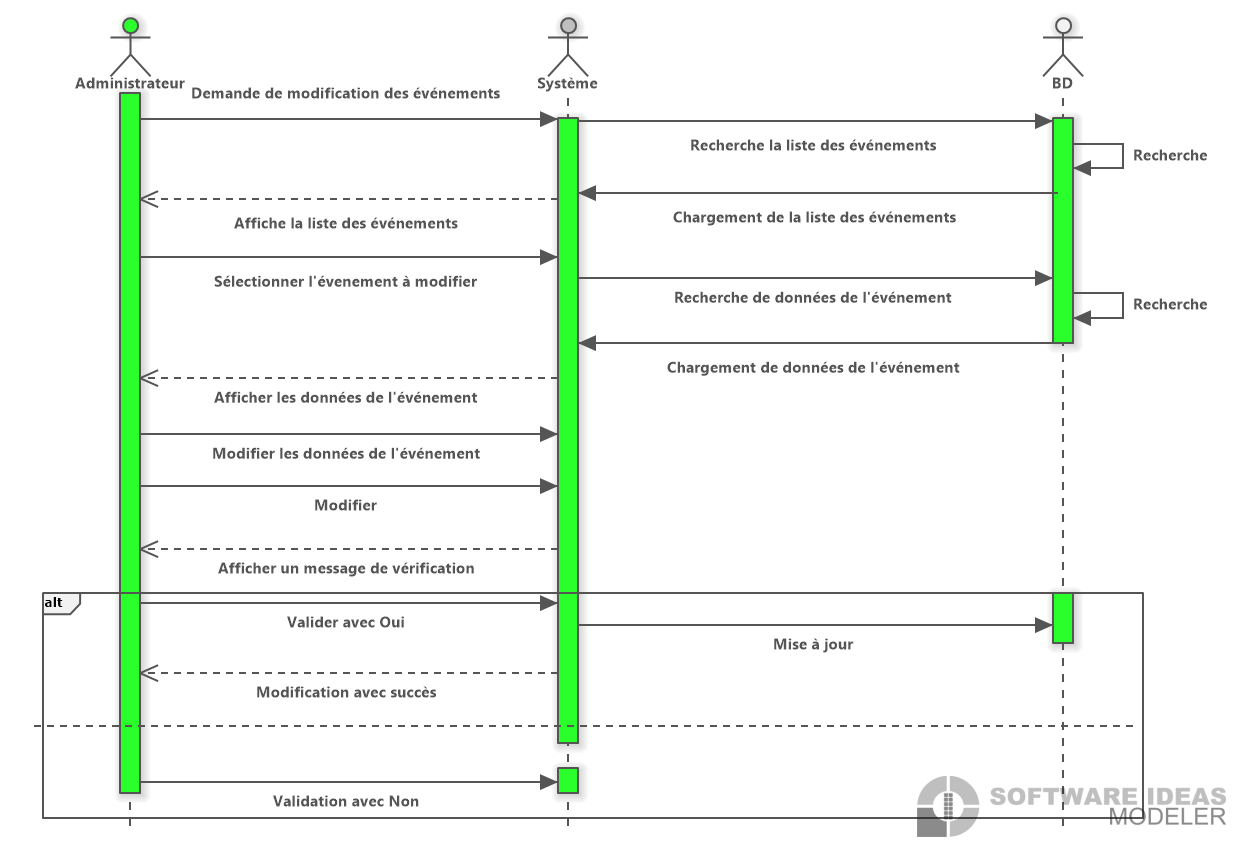 Administrateur
Système
BD
Demande de modification des événements
Recherche la liste des événements
Recherche
Chargement de la liste des événements
Affiche la liste des événements
Sélectionner l'évenement à modifier
Recherche de données de l'événement
Recherche
Chargement de données de l'événement
Afficher les données de l'événement
Modifier les données de l'événement
Modifier
Afficher un message de vérification
alt
Valider avec Oui
Mise à jour
Modification avec succès
Validation avec Non
SOFTWARE IDEAS
MODELER